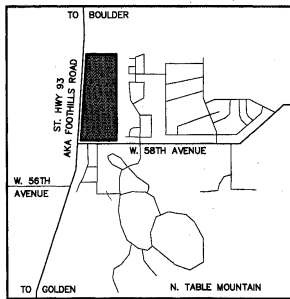 TO BOULDER
ST. HWY 93
AKA FOOTHILLS ROAD
W. 58TH AVENUE
W. 56TH
AVENUE
TO GOLDEN
N. TABLE MOUNTAIN